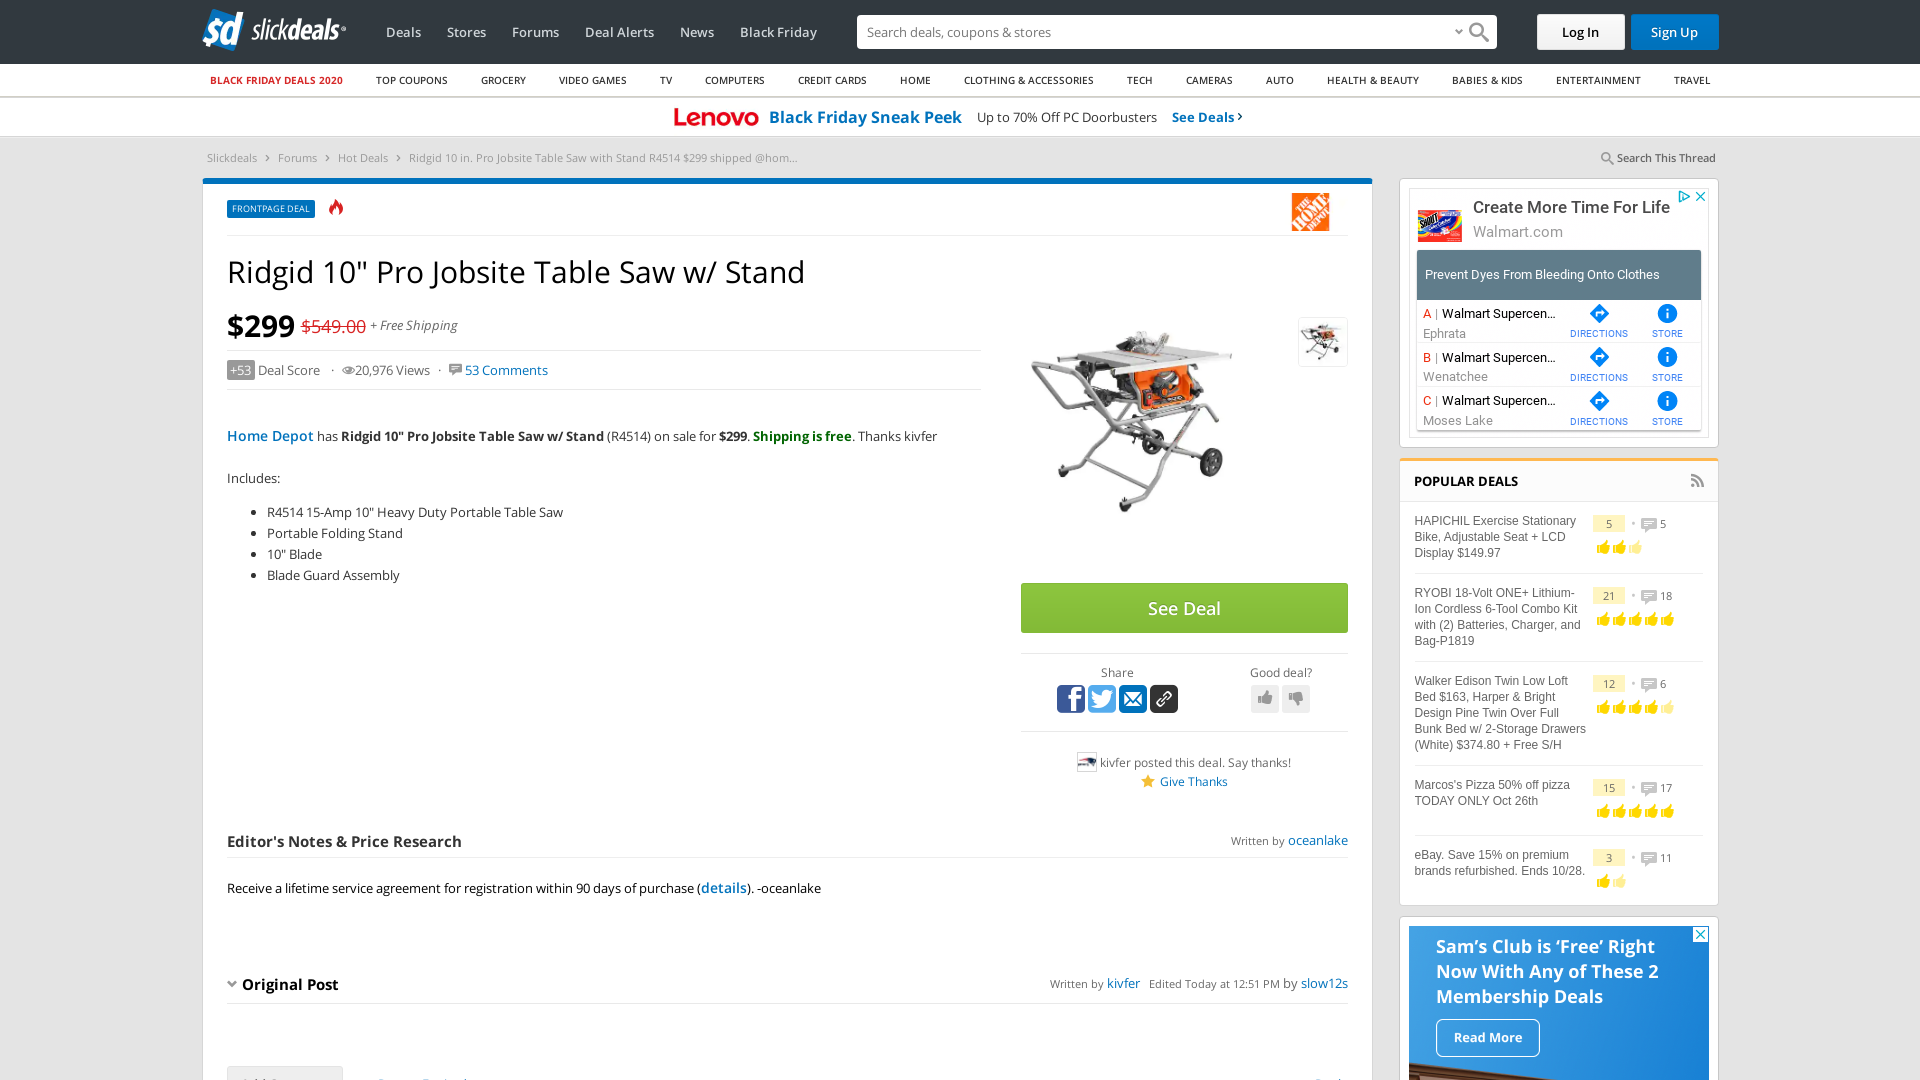 slickdeals
Deals
Stores
Forums
Deal Alerts
News
Black Friday
Search deals, coupons & stores
Log In
Sign Up
BLACK FRIDAY DEALS 2020
TOP COUPONS
GROCERY
VIDEO GAMES
TV
COMPUTERS
CREDIT CARDS
HOME
CLOTHING & ACCESSORIES
TECH
CAMERAS
AUTO
HEALTH & BEAUTY
BABIES & KIDS
ENTERTAINMENT
TRAVEL
Lenovo Black Friday Sneak Peek Up to 70% Off PC Doorbusters See Deals
Slickdeals > Forums > Hot Deals > Ridgid 10 in. Pro Jobsite Table Saw with Stand R4514 $299 shipped @hom...
Search This Thread
FRONTPAGE DEAL
THE HOME DEPOT
Ridgid 10" Pro Jobsite Table Saw w/ Stand
$299 $549.00 + Free Shipping
+53 Deal Score · 20,976 Views · 53 Comments
Home Depot has Ridgid 10" Pro Jobsite Table Saw w/ Stand (R4514) on sale for $299. Shipping is free. Thanks kivfer
Includes:
R4514 15-Amp 10" Heavy Duty Portable Table Saw
Portable Folding Stand
10" Blade
Blade Guard Assembly
See Deal
Share
Good deal?
kivfer posted this deal. Say thanks!
Give Thanks
Editor's Notes & Price Research
Written by oceanlake
Receive a lifetime service agreement for registration within 90 days of purchase (details). -oceanlake
Original Post
Written by kivfer Edited Today at 12:51 PM by slow12s
Create More Time For Life
Walmart.com
SHOUT
Prevent Dyes From Bleeding Onto Clothes
A | Walmart Supercen...
Ephrata
DIRECTIONS
STORE
B | Walmart Supercen...
Wenatchee
DIRECTIONS
STORE
C | Walmart Supercen...
Moses Lake
DIRECTIONS
STORE
POPULAR DEALS
HAPICHIL Exercise Stationary
Bike, Adjustable Seat + LCD
Display $149.97
5 • 5
RYOBI 18-Volt ONE+ Lithium-
Ion Cordless 6-Tool Combo Kit
with (2) Batteries, Charger, and
Bag-P1819
21 • 18
Walker Edison Twin Low Loft
Bed $163, Harper & Bright
Design Pine Twin Over Full
Bunk Bed w/ 2-Storage Drawers
(White) $374.80 + Free S/H
12 • 6
Marcos's Pizza 50% off pizza
TODAY ONLY Oct 26th
15 • 17
eBay. Save 15% on premium
brands refurbished. Ends 10/28.
3 • 11
Sam's Club is 'Free' Right
Now With Any of These 2
Membership Deals
Read More